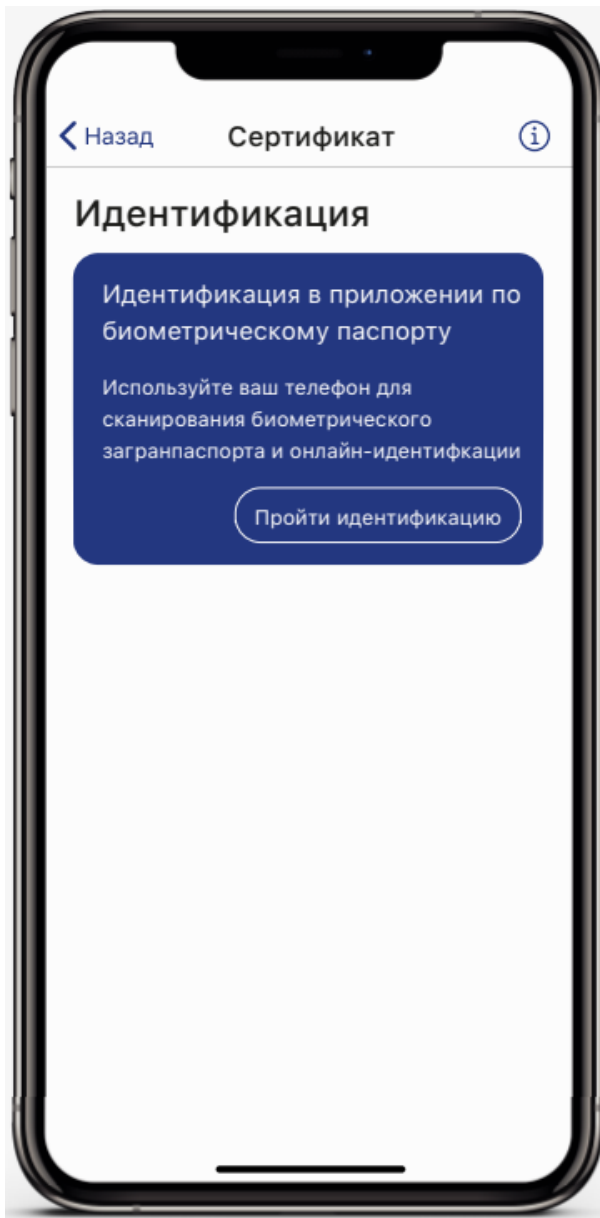 Назад
Сертификат
Идентификация
Идентификация в приложении по
биометрическому паспорту
Используйте ваш телефон для
сканирования биометрического
загранпаспорта и онлайн-идентифкации
Пройти идентификацию